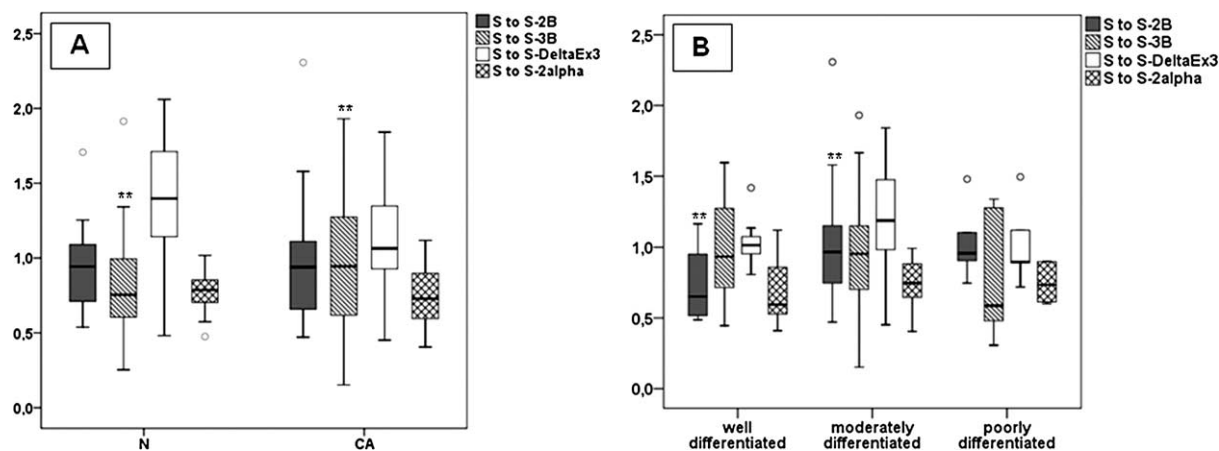 A
S to S-2B
S to S-3B
S to S-DeltaEx3
S to S-2alpha
2,5
2,0
1,5
1,0
0,5
0,0
**
**
N
CA
B
S to S-2B
S to S-3B
S to S-DeltaEx3
S to S-2alpha
2,5
2,0
1,5
1,0
0,5
0,0
**
**
well
differentiated
moderately
differentiated
poorly
differentiated